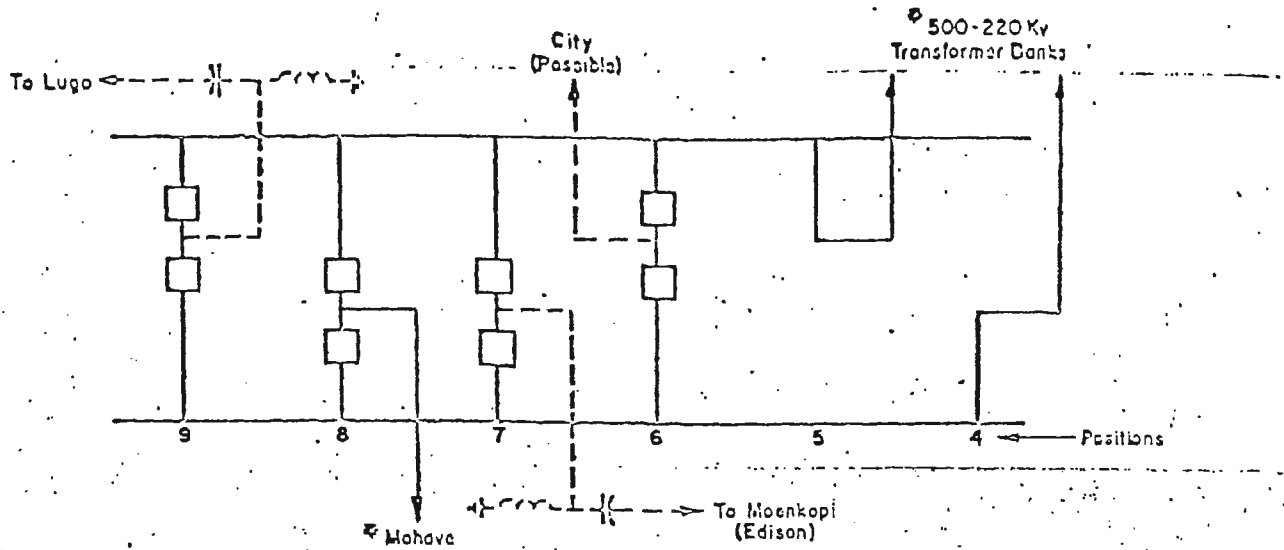 500-220 Kv
Transformer Banks
City
(Possible)
To Lugo
9
8
7
6
5
4
Positions
To Moenkopi
(Edison)
Mohave